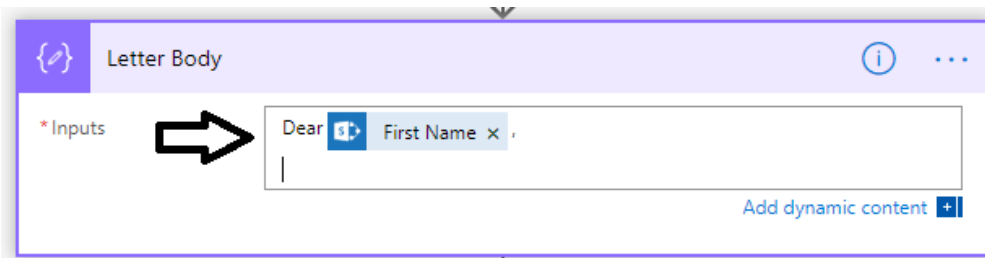 Letter Body
* Inputs
Dear First Name × ,
Add dynamic content